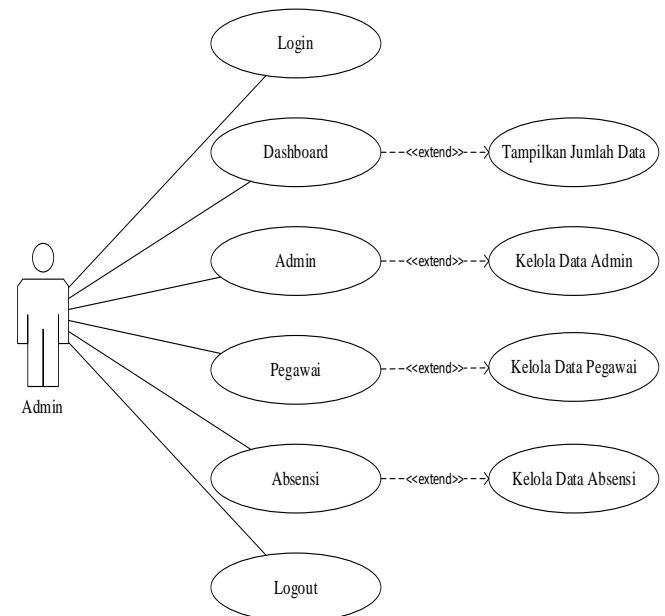 Login
Dashboard
<<extend>>
Tampilkan Jumlah Data
Admin
<<extend>>
Kelola Data Admin
Pegawai
<<extend>>
Kelola Data Pegawai
Admin
Absensi
<<extend>>
Kelola Data Absensi
Logout